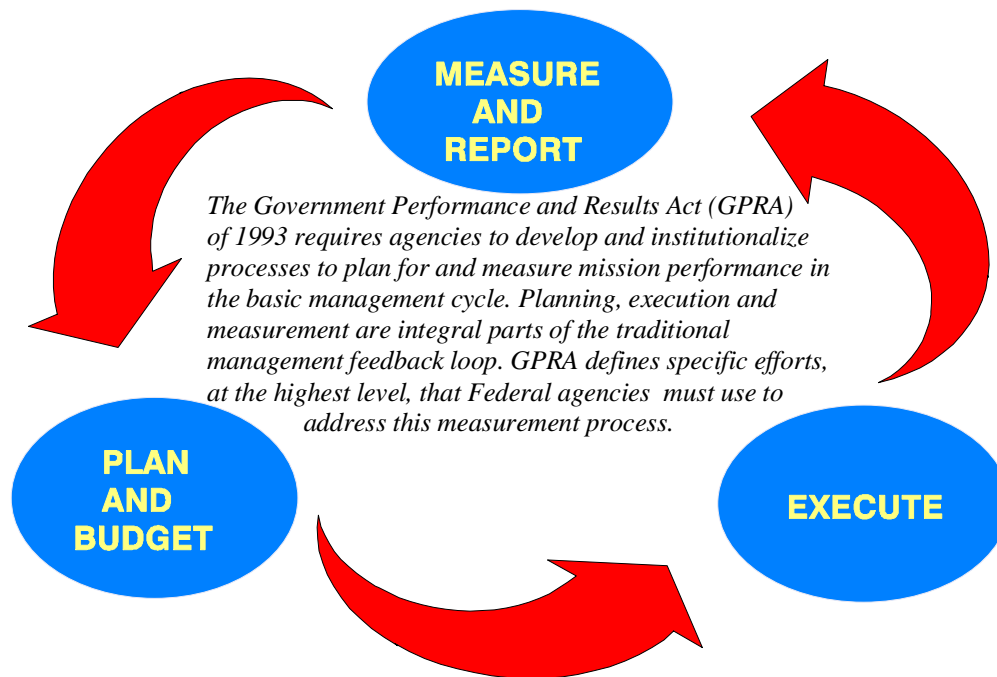 MEASURE
AND
REPORT
The Government Performance and Results Act (GPRA)
of 1993 requires agencies to develop and institutionalize
processes to plan for and measure mission performance in
the basic management cycle. Planning, execution and
measurement are integral parts of the traditional
management feedback loop. GPRA defines specific efforts,
at the highest level, that Federal agencies must use to
address this measurement process.
PLAN
AND
BUDGET
EXECUTE